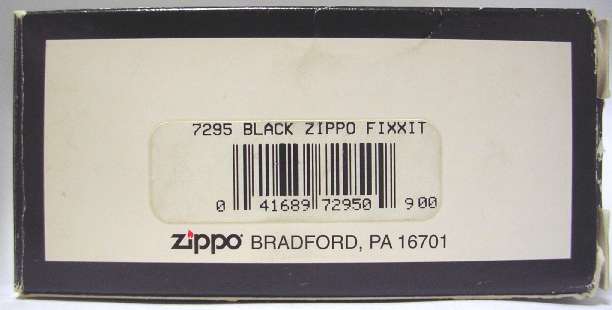 7295 BLACK ZIPPO FIXXIT
0 41689 72950 9 00
zippo BRADFORD, PA 16701